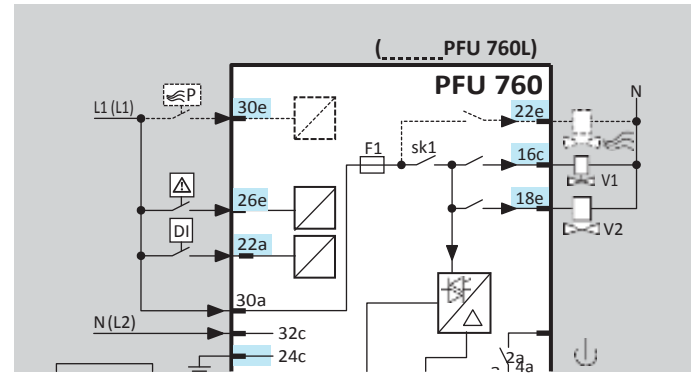 (______PFU 760L)
PFU 760
N
P
L1 (L1)
30e
22e
F1
sk1
16c
V1
26e
18e
DI
22a
V2
30a
N (L2)
32c
24c
2a
4a